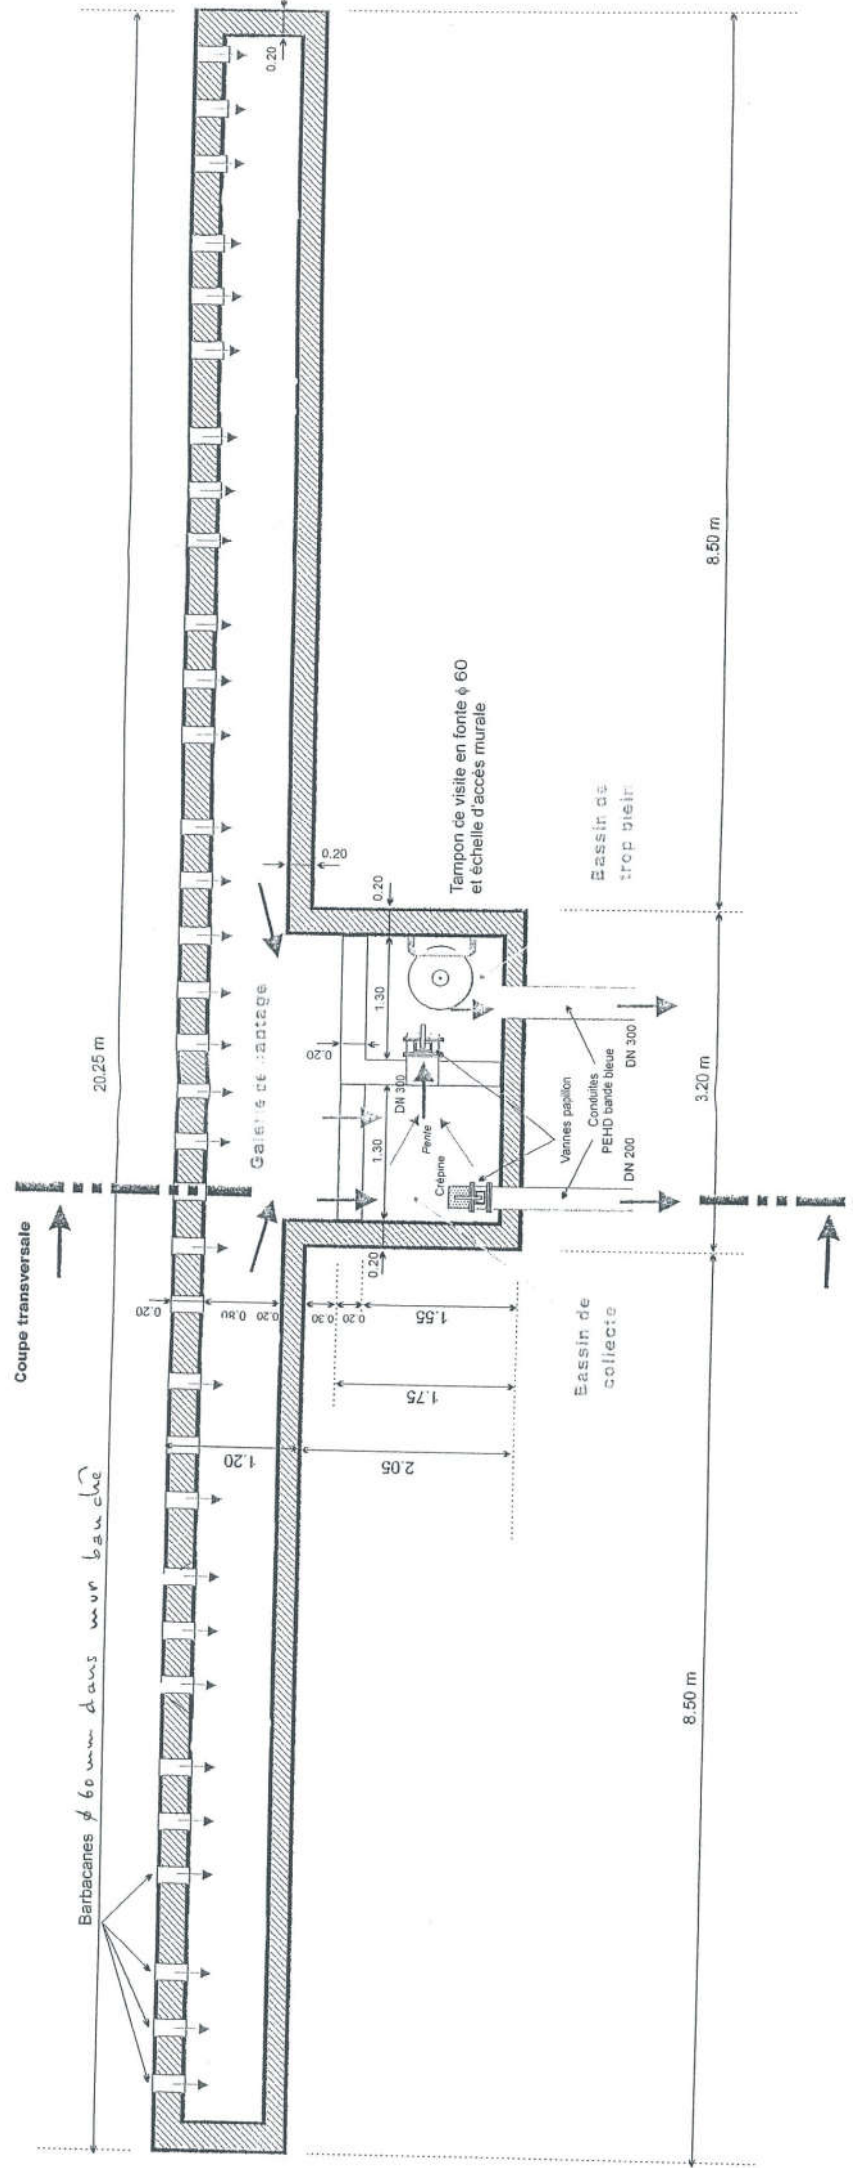 Coupe transversale
20.25 m
Barbacanes ø 60 mm dans mur banché
Galerie de captage
0.20
0.20
0.20
0.20
0.80
0.20
0.30
0.20
1.55
1.75
1.20
2.05
0.20
1.30
1.30
0.20
DN 300
Pente
Crépine
Tampon de visite en fonte ϕ 60
et échelle d'accès murale
Vannes papillon
Conduites
PEHD bande bleue
DN 200
DN 300
Bassin de
collecte
Bassin de
trop plein
8.50 m
3.20 m
8.50 m